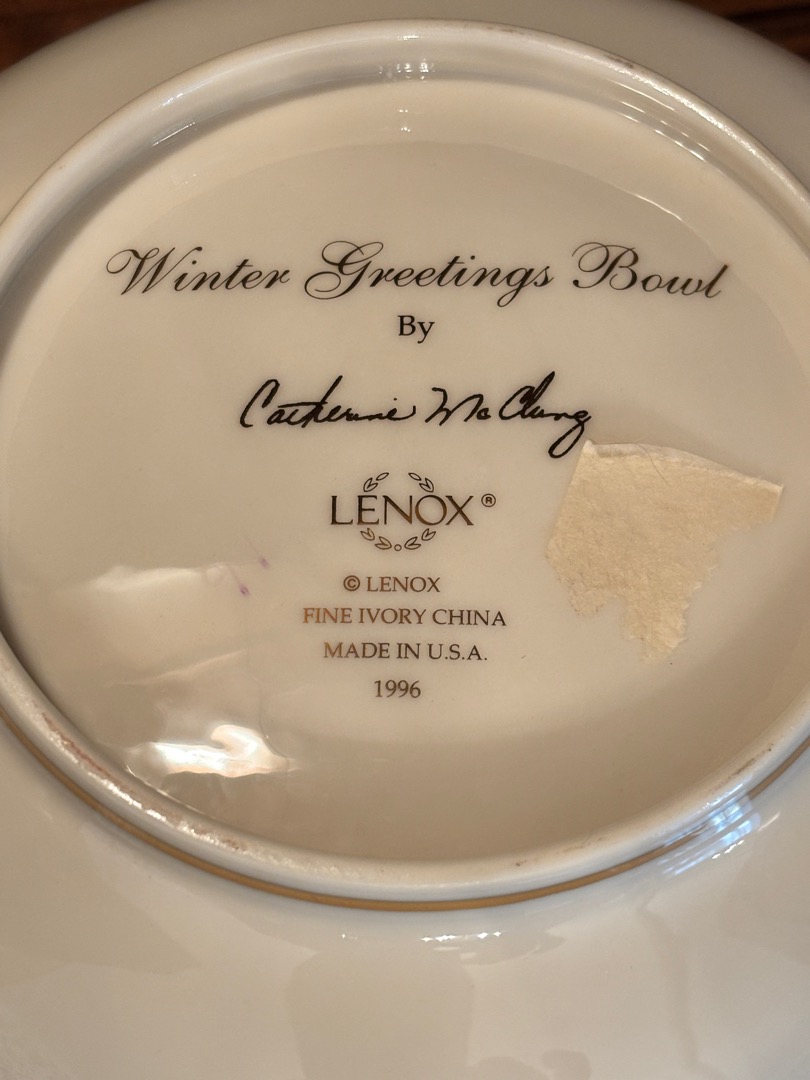 Winter Greetings Bowl
By
Catherine McClung
LENOX®
© LENOX
FINE IVORY CHINA
MADE IN U.S.A.
1996